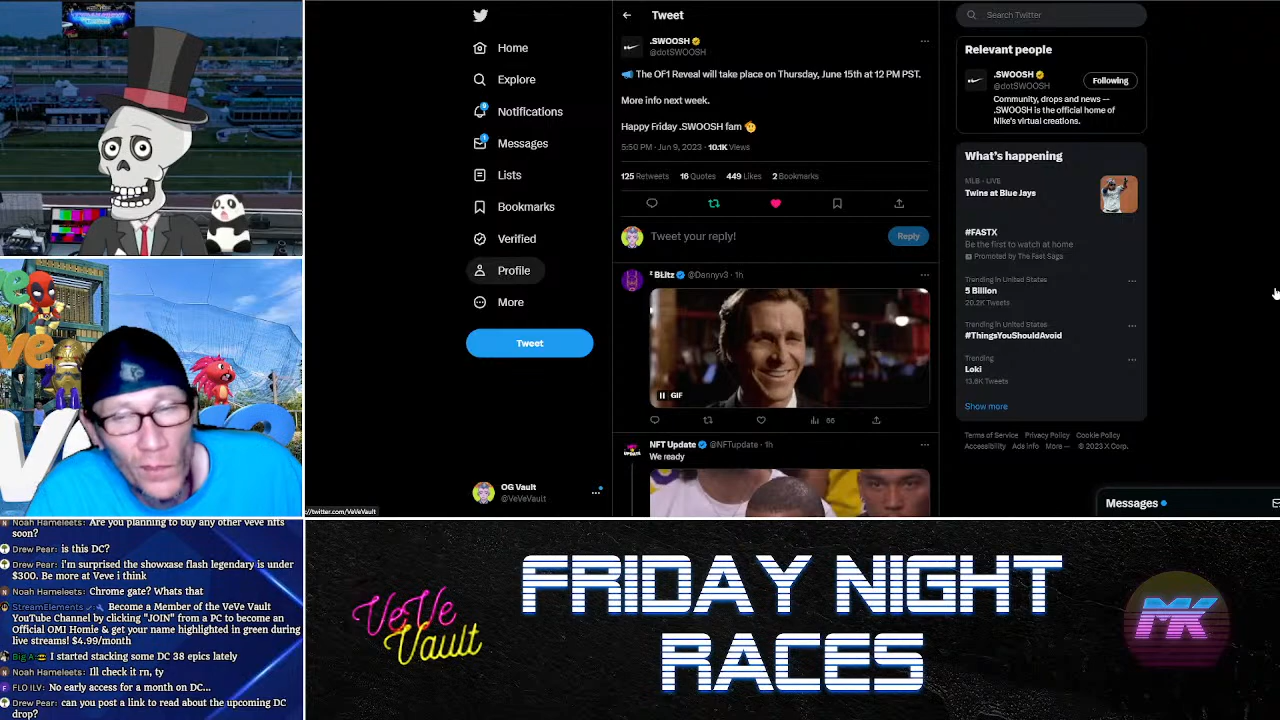 Home
Explore
Notifications
Messages
Lists
Bookmarks
Verified
Profile
More
Tweet
OG Vault
@VeVeVault
://twitter.com/VeVeVault
Tweet
.SWOOSH
@dotSWOOSH
The OF1 Reveal will take place on Thursday, June 15th at 12 PM PST.
More info next week.
Happy Friday .SWOOSH fam
5:50 PM · Jun 9, 2023 · 10.1K Views
125 Retweets 16 Quotes 449 Likes 2 Bookmarks
Tweet your reply!
Reply
@Dannyv3 · 1h
GIF
86
NFT Update @NFTupdate · 1h
We ready
Search Twitter
Relevant people
.SWOOSH
@dotSWOOSH
Following
Community, drops and news --
.SWOOSH is the official home of
Nike's virtual creations.
What's happening
MLB · LIVE
Twins at Blue Jays
#FASTX
Be the first to watch at home
Promoted by The Fast Saga
Trending in United States
5 Billion
20.2K Tweets
Trending in United States
#ThingsYouShouldAvoid
Trending
Loki
13.8K Tweets
Show more
Terms of Service Privacy Policy Cookie Policy
Accessibility Ads info More ··· © 2023 X Corp.
Messages
Noah Hameleets: Are you planning to buy any other veve nfts
soon?
Drew Pear: is this DC?
Drew Pear: I'm surprised the showxase flash legendary is under
$300. Be more at Veve i think
Noah Hameleets: Chrome gate? Whats that
StreamElements: Become a Member of the VeVe Vault
YouTube Channel by clicking "JOIN" from a PC to become an
Official OMI Homie & get your name highlighted in green during
live streams! $4.99/month
Big A: I started stacking some DC 38 epics lately
Noah Hameleets: ill check it rn, ty
FLO ILV: No early access for a month on DC...
Drew Pear: can you post a link to read about the upcoming DC
drop?
VeVe
Vault
FRIDAY NIGHT
RACES
MK